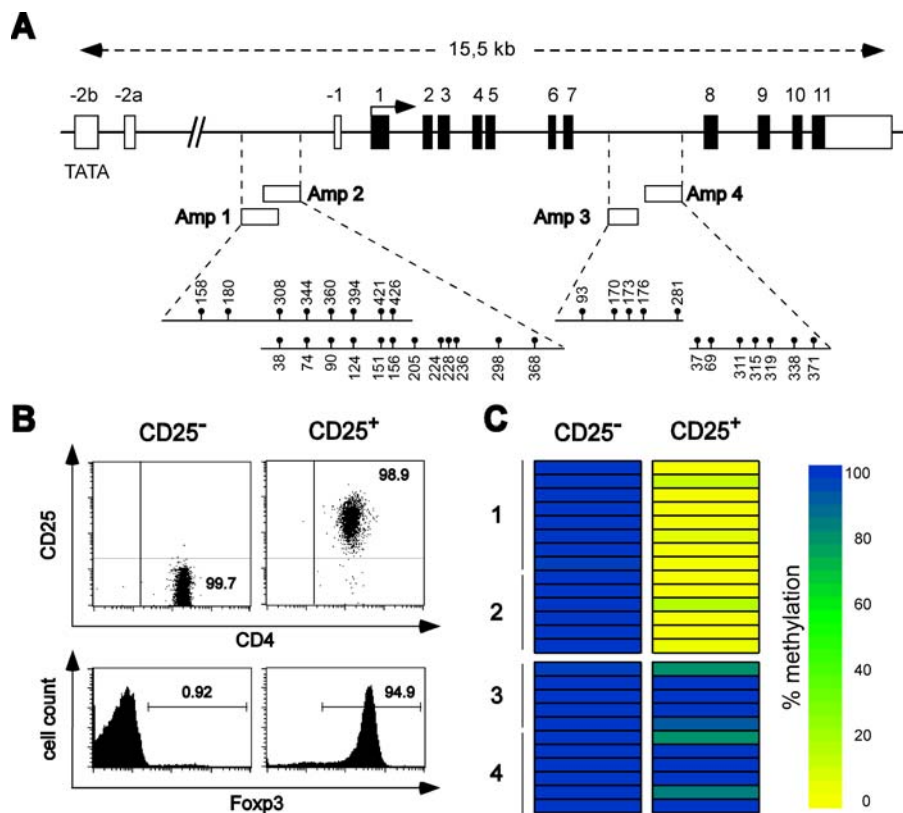 A
15,5 kb
-2b -2a -1 1 2 3 4 5 6 7 8 9 10 11
TATA
Amp 1 Amp 2 Amp 3 Amp 4
158 180 308 344 360 394 421 426
93 170 173 176 281
38 74 90 124 151 156 205 224 228 236 298 368
37 69 311 315 319 338 371
B
CD25- CD25+
CD25
99.7 98.9
CD4
cell count
0.92 94.9
Foxp3
C
CD25- CD25+
1
2
3
4
100
80
60
40
20
0
% methylation